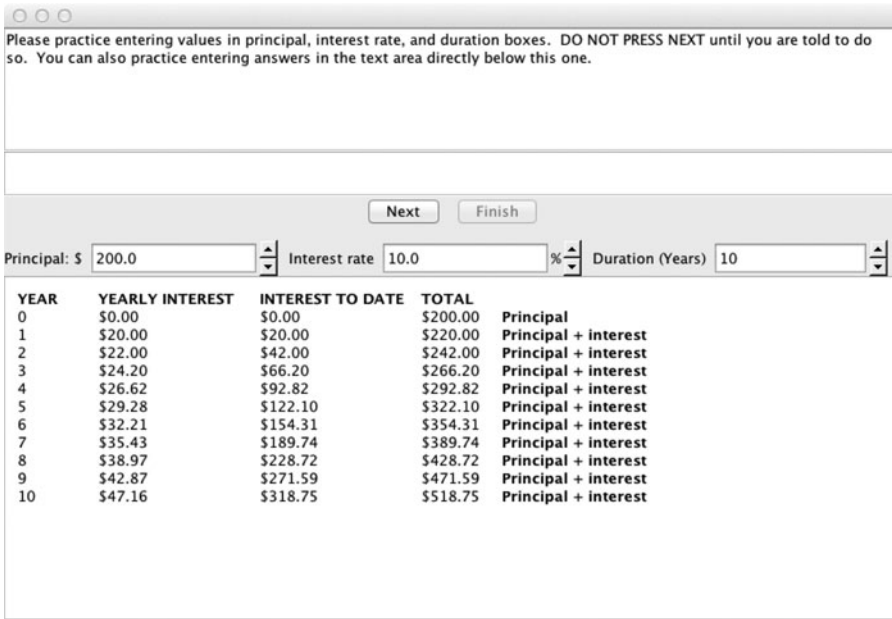 Please practice entering values in principal, interest rate, and duration boxes.  DO NOT PRESS NEXT until you are told to do
so.  You can also practice entering answers in the text area directly below this one.
Next Finish
Principal: $ 200.0 Interest rate 10.0 % Duration (Years) 10
YEAR YEARLY INTEREST INTEREST TO DATE TOTAL
0 $0.00 $0.00 $200.00 Principal
1 $20.00 $20.00 $220.00 Principal + interest
2 $22.00 $42.00 $242.00 Principal + interest
3 $24.20 $66.20 $266.20 Principal + interest
4 $26.62 $92.82 $292.82 Principal + interest
5 $29.28 $122.10 $322.10 Principal + interest
6 $32.21 $154.31 $354.31 Principal + interest
7 $35.43 $189.74 $389.74 Principal + interest
8 $38.97 $228.72 $428.72 Principal + interest
9 $42.87 $271.59 $471.59 Principal + interest
10 $47.16 $318.75 $518.75 Principal + interest